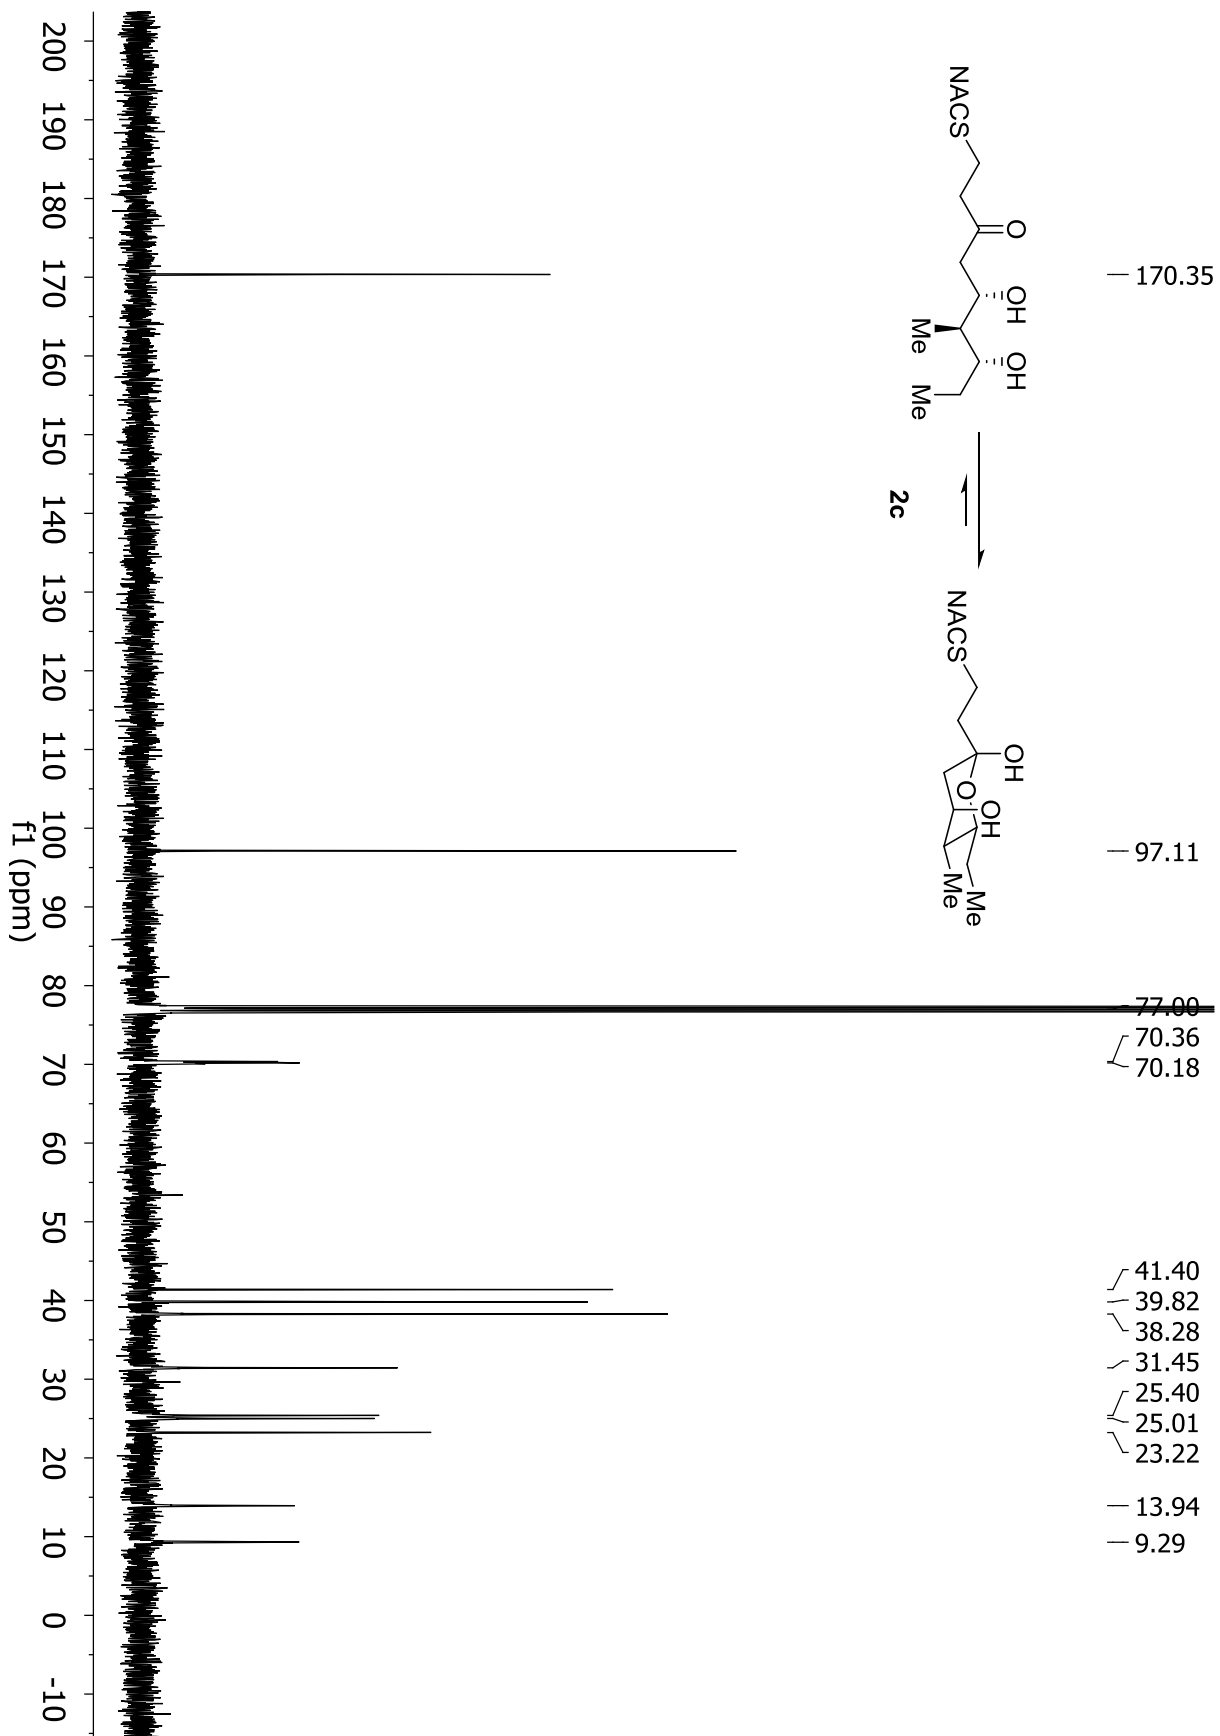 NACS
O
OH
OH
Me
Me
2c
NACS
OH
O
OH
Me
Me
170.35
97.11
77.00
70.36
70.18
41.40
39.82
38.28
31.45
25.40
25.01
23.22
13.94
9.29
200 190 180 170 160 150 140 130 120 110 100 90 80 70 60 50 40 30 20 10 0 -10
f1 (ppm)